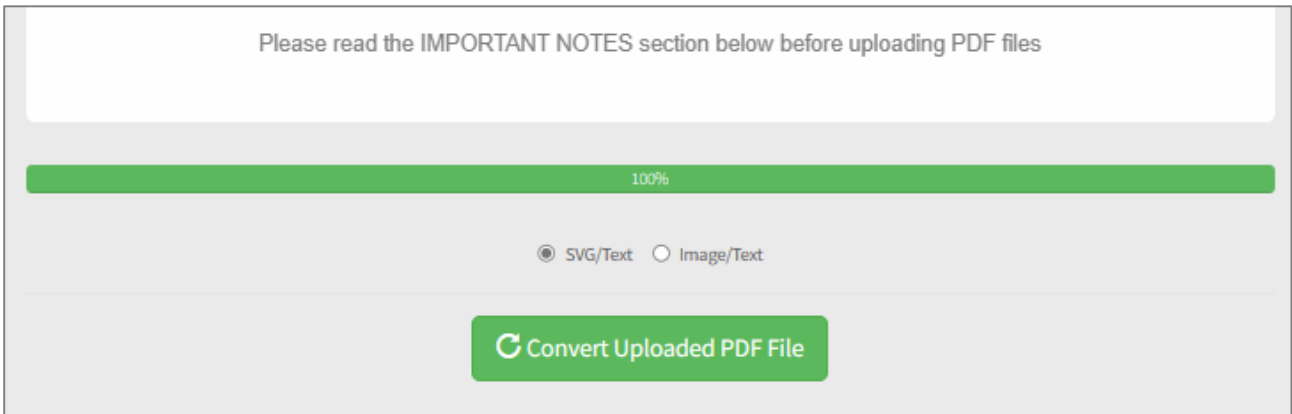 Please read the IMPORTANT NOTES section below before uploading PDF files
100%
SVG/Text Image/Text
Convert Uploaded PDF File